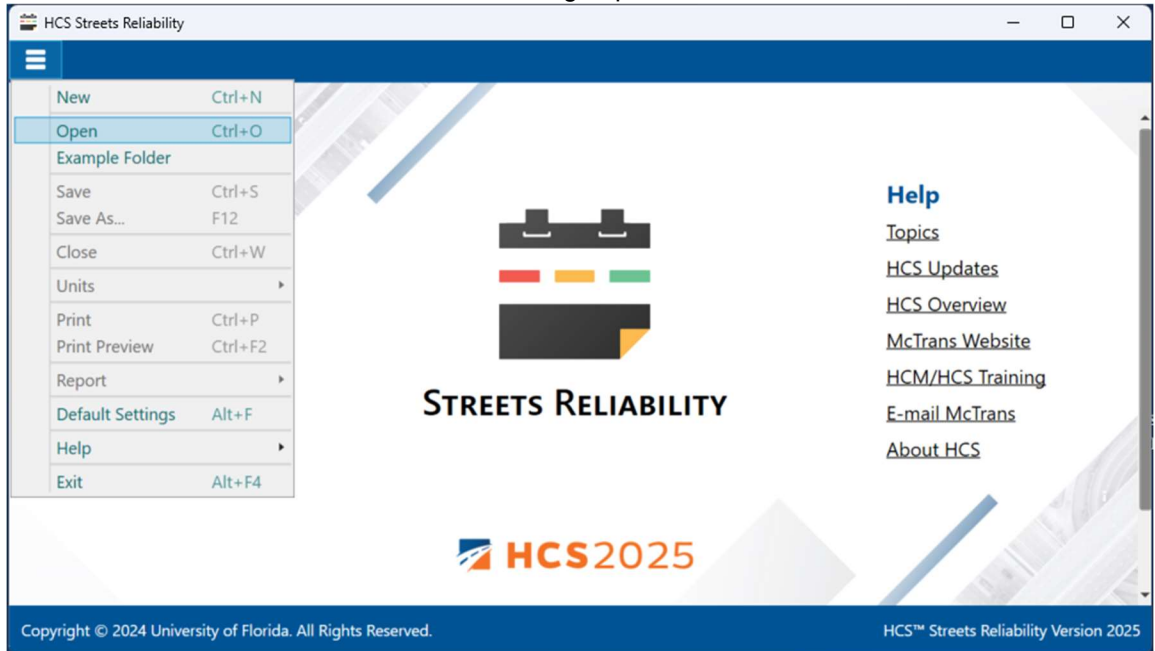 HCS Streets Reliability
New Ctrl+N
Open Ctrl+O
Example Folder
Save Ctrl+S
Save As... F12
Close Ctrl+W
Units
Print Ctrl+P
Print Preview Ctrl+F2
Report
Default Settings Alt+F
Help
Exit Alt+F4
STREETS RELIABILITY
HCS2025
Help
Topics
HCS Updates
HCS Overview
McTrans Website
HCM/HCS Training
E-mail McTrans
About HCS
Copyright © 2024 University of Florida. All Rights Reserved.
HCS™ Streets Reliability Version 2025